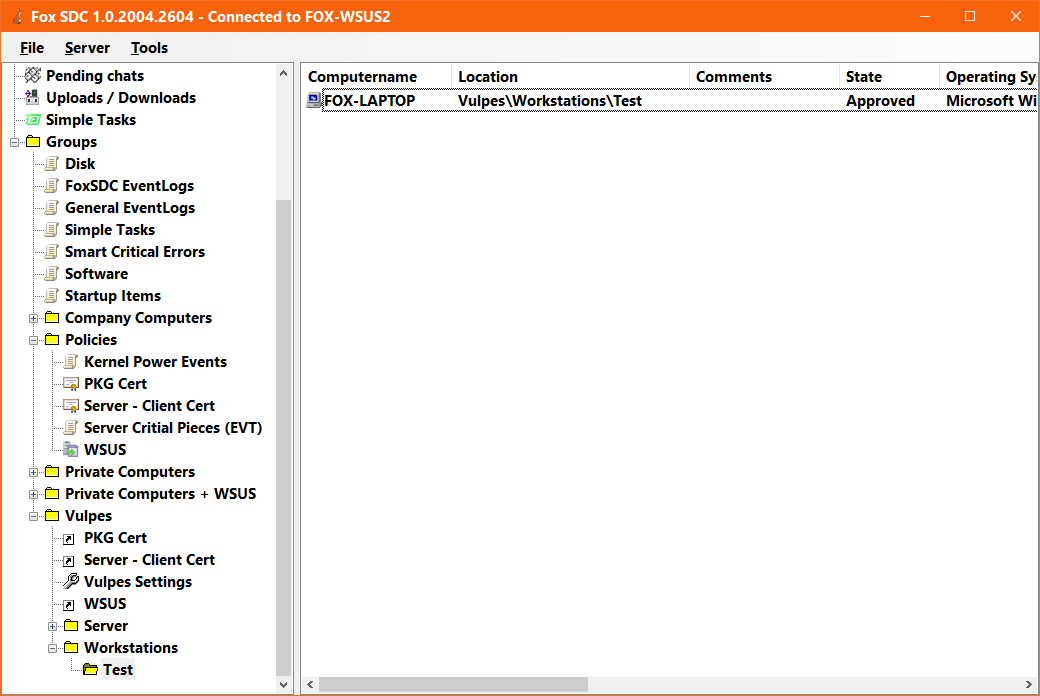 Fox SDC 1.0.2004.2604 - Connected to FOX-WSUS2
File Server Tools
Pending chats
Uploads / Downloads
Simple Tasks
Groups
Disk
FoxSDC EventLogs
General EventLogs
Simple Tasks
Smart Critical Errors
Software
Startup Items
Company Computers
Policies
Kernel Power Events
PKG Cert
Server - Client Cert
Server Critial Pieces (EVT)
WSUS
Private Computers
Private Computers + WSUS
Vulpes
PKG Cert
Server - Client Cert
Vulpes Settings
WSUS
Server
Workstations
Test
Computername Location Comments State Operating Sy
FOX-LAPTOP Vulpes\Workstations\Test Approved Microsoft Wi